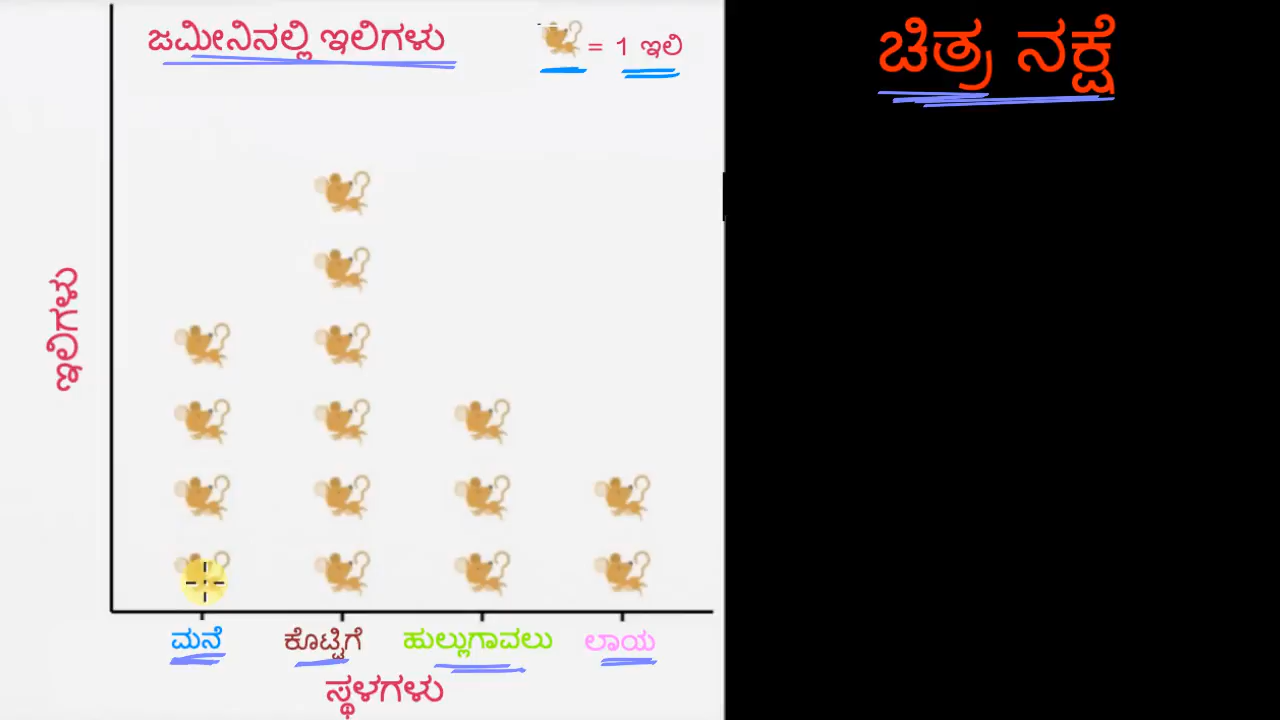 ಜಮೀನಿನಲ್ಲಿ ಇಲಿಗಳು
= 1 ಇಲಿ
ಚಿತ್ರ ನಕ್ಷೆ
ಇಲಿಗಳು
ಮನೆ ಕೊಟ್ಟಿಗೆ ಹುಲ್ಲುಗಾವಲು ಲಾಯ
ಸ್ಥಳಗಳು